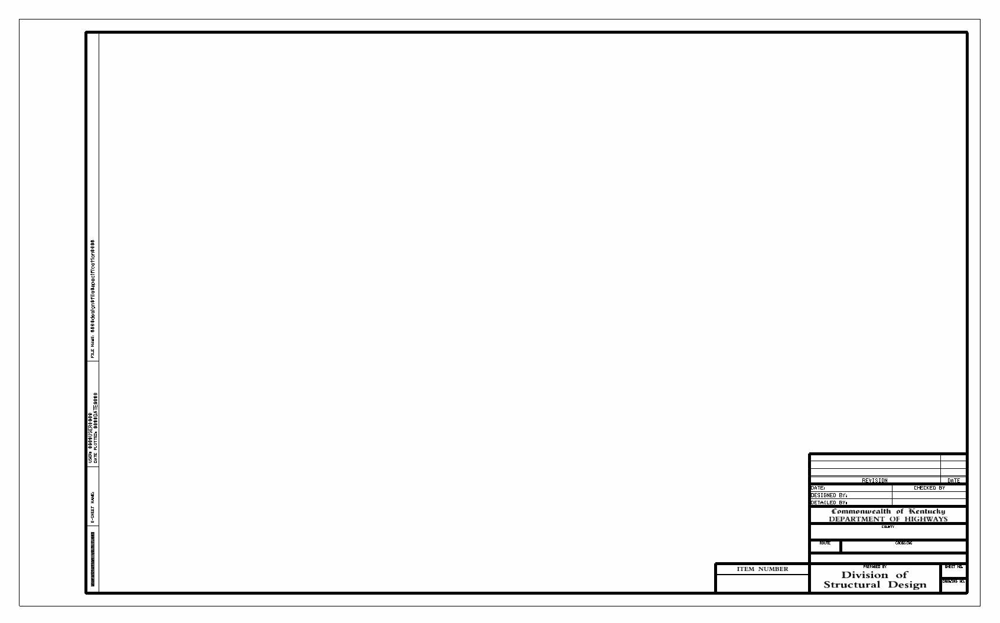 FILE NAME: $$$$design$file$specification$$$$
USER: $$$$USER$$$$
DATE PLOTTED: $$$$DATE$$$$
E-SHEET NAME:
REVISION DATE
DATE: CHECKED BY
DESIGNED BY:
DETAILED BY:
Commonwealth of Kentucky
DEPARTMENT OF HIGHWAYS
COUNTY
ROUTE CROSSING
ITEM NUMBER
PREPARED BY
Division of
Structural Design
SHEET NO.
DRAWING NO.